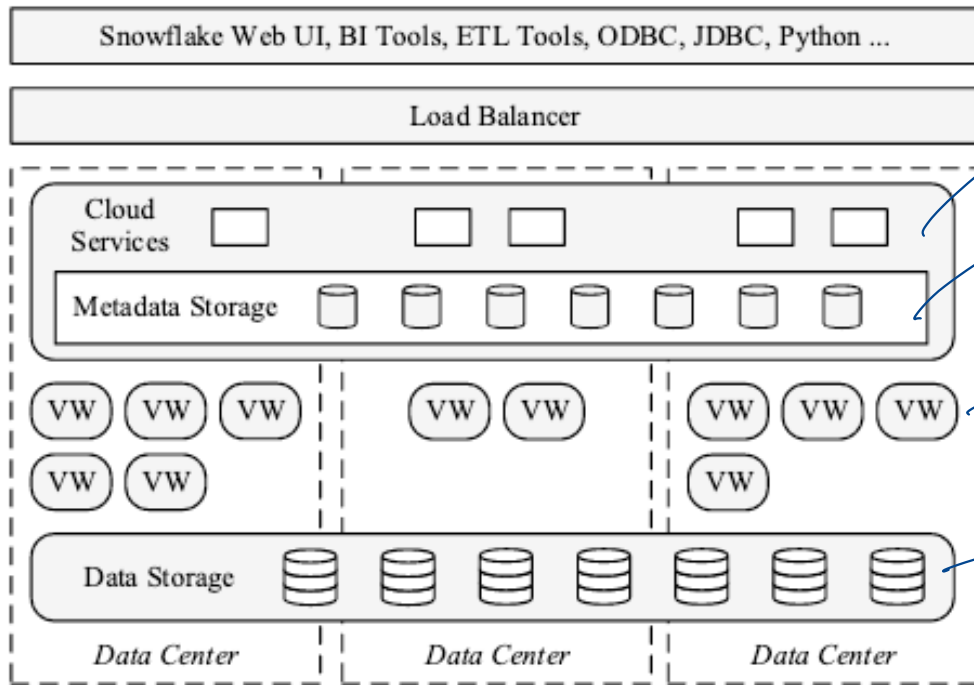 Snowflake Web UI, BI Tools, ETL Tools, ODBC, JDBC, Python ...
Load Balancer
Cloud
Services
Metadata Storage
VW VW VW VW VW VW VW VW
VW VW VW
Data Storage
Data Center Data Center Data Center